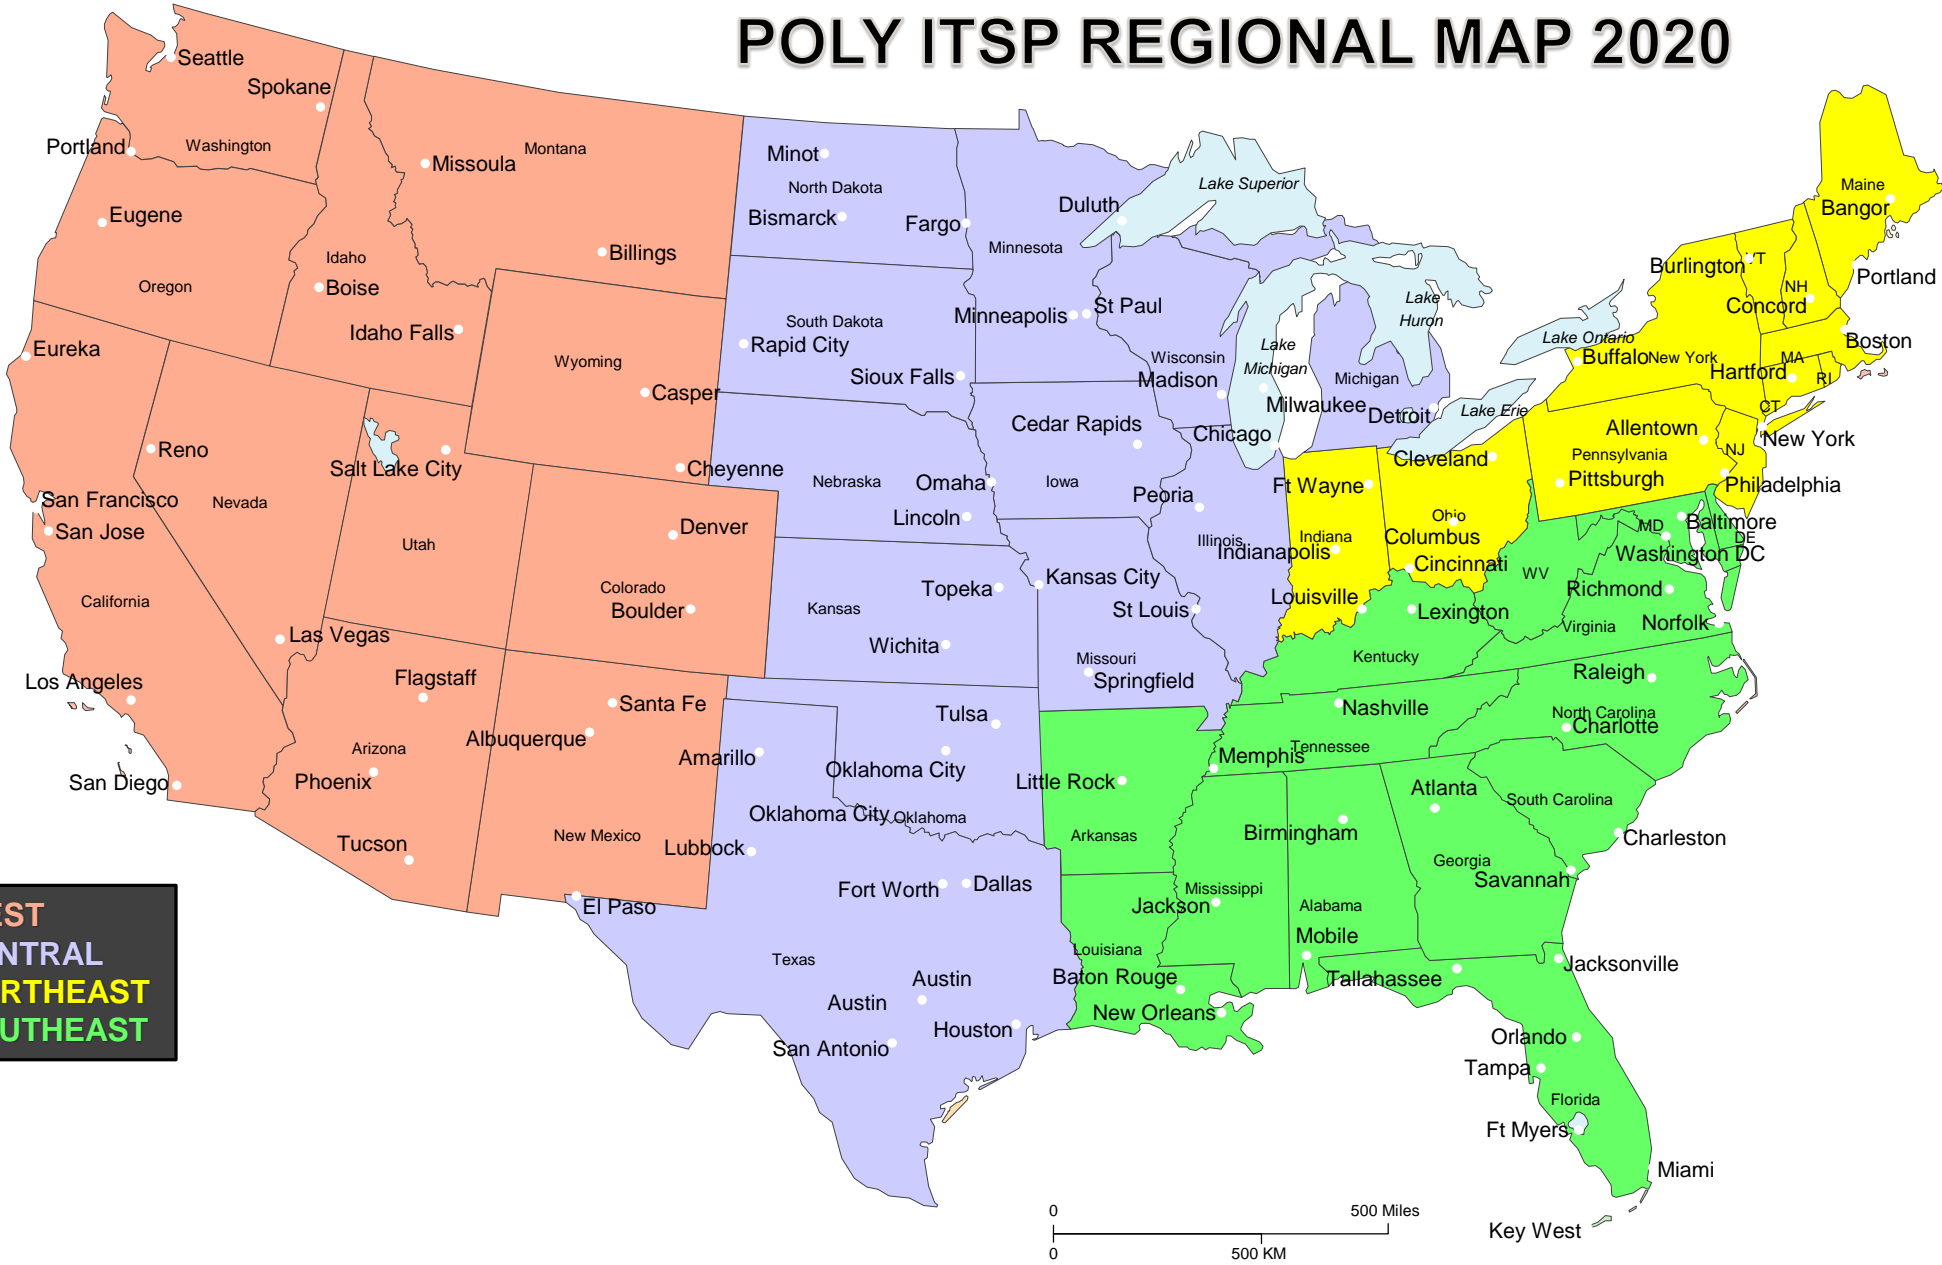 POLY ITSP REGIONAL MAP 2020
Seattle
Spokane
Portland
Washington
Montana
Missoula
Minot
North Dakota
Bismarck
Fargo
Duluth
Lake Superior
Minnesota
Maine
Bangor
Eugene
Billings
Idaho
Boise
Oregon
Burlington
VT
NH
Concord
Portland
Idaho Falls
South Dakota
Rapid City
Minneapolis
St Paul
Lake
Huron
Lake Ontario
Boston
Eureka
Wyoming
Sioux Falls
Wisconsin
Madison
Lake
Michigan
Michigan
Buffalo
New York
MA
Hartford
RI
Casper
Milwaukee
Detroit
Lake Erie
CT
Reno
Salt Lake City
Cheyenne
Cedar Rapids
Chicago
Cleveland
Allentown
Pennsylvania
NJ
New York
Nebraska
Omaha
Iowa
Peoria
Ft Wayne
Pittsburgh
Philadelphia
San Francisco
San Jose
Nevada
Utah
Denver
Lincoln
Illinois
Indiana
Indianapolis
Ohio
Columbus
Cincinnati
MD
Baltimore
DE
Washington DC
WV
California
Colorado
Boulder
Kansas
Topeka
Kansas City
St Louis
Louisville
Lexington
Richmond
Virginia
Norfolk
Las Vegas
Wichita
Missouri
Springfield
Kentucky
Los Angeles
Flagstaff
Santa Fe
Raleigh
Arizona
Albuquerque
Tulsa
Nashville
North Carolina
Charlotte
San Diego
Phoenix
Amarillo
Oklahoma City
Little Rock
Memphis
Tennessee
Atlanta
South Carolina
Tucson
New Mexico
Lubbock
Oklahoma City
Oklahoma
Arkansas
Birmingham
Georgia
Charleston
Savannah
El Paso
Fort Worth
Dallas
Mississippi
Jackson
Alabama
Mobile
EST
NTRAL
RTHEAST
UTHEAST
Texas
Louisiana
Baton Rouge
Tallahassee
Jacksonville
Austin
Austin
Houston
New Orleans
San Antonio
Orlando
Tampa
Florida
Ft Myers
Miami
Key West
0
500 Miles
0
500 KM